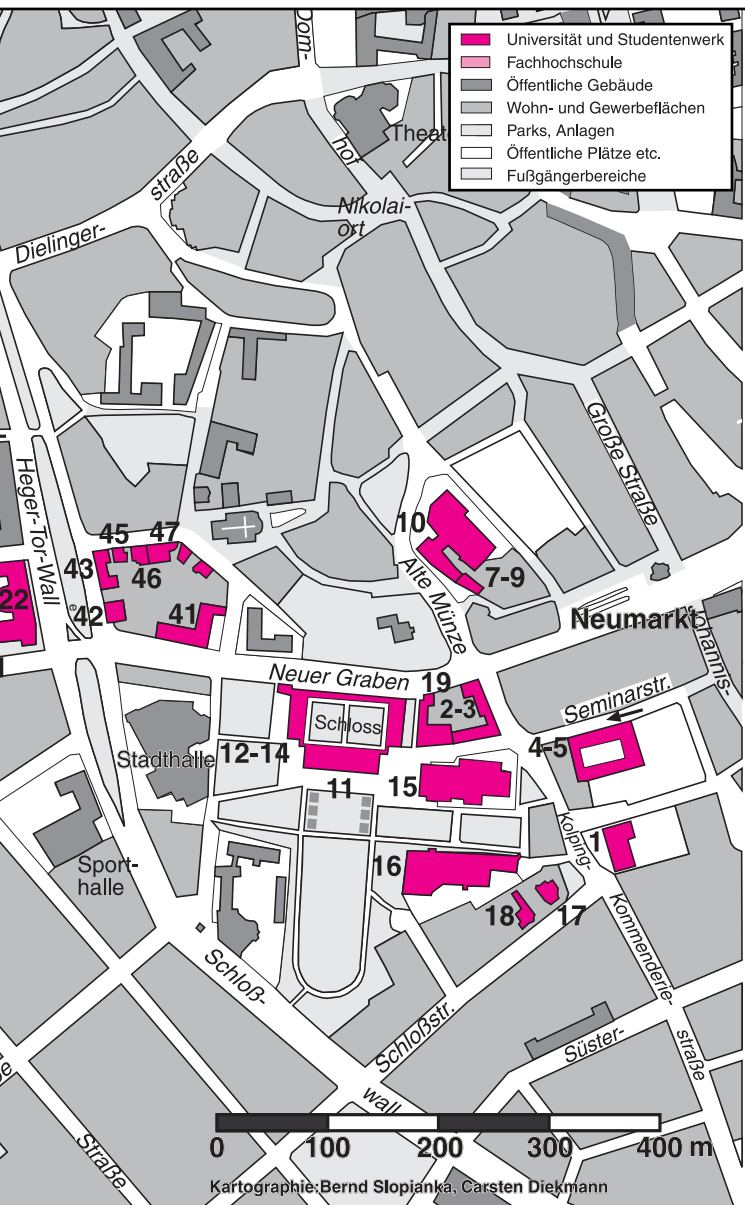 Dom-
hof
Universität und Studentenwerk
Fachhochschule
Öffentliche Gebäude
Wohn- und Gewerbeflächen
Parks, Anlagen
Öffentliche Plätze etc.
Fußgängerbereiche
straße
Dielinger-
Nikolai-
ort
Große Straße
Heger-Tor-Wall
10
45
47
43
46
7-9
22
42
e
41
Alte Münze
Neumarkt
Johannis-
Neuer Graben
19
2-3
Seminarstr.
Schloss
4-5
Stadthalle
12-14
11
15
Kolping-
1
16
Sport-
halle
18
17
Kommenderie-
straße
Schloß-
wall
Schloßstr.
Süster-
Straße
0
100
200
300
400 m
Kartographie:Bernd Slopianka, Carsten Diekmann